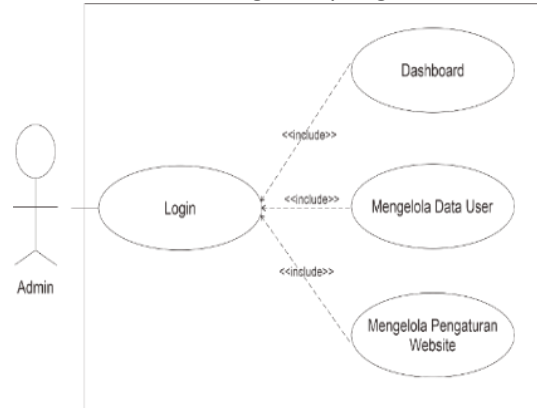 Dashboard
<<include>>
<<include>>
Login
Mengelola Data User
<<include>>
Admin
Mengelola Pengaturan
Website